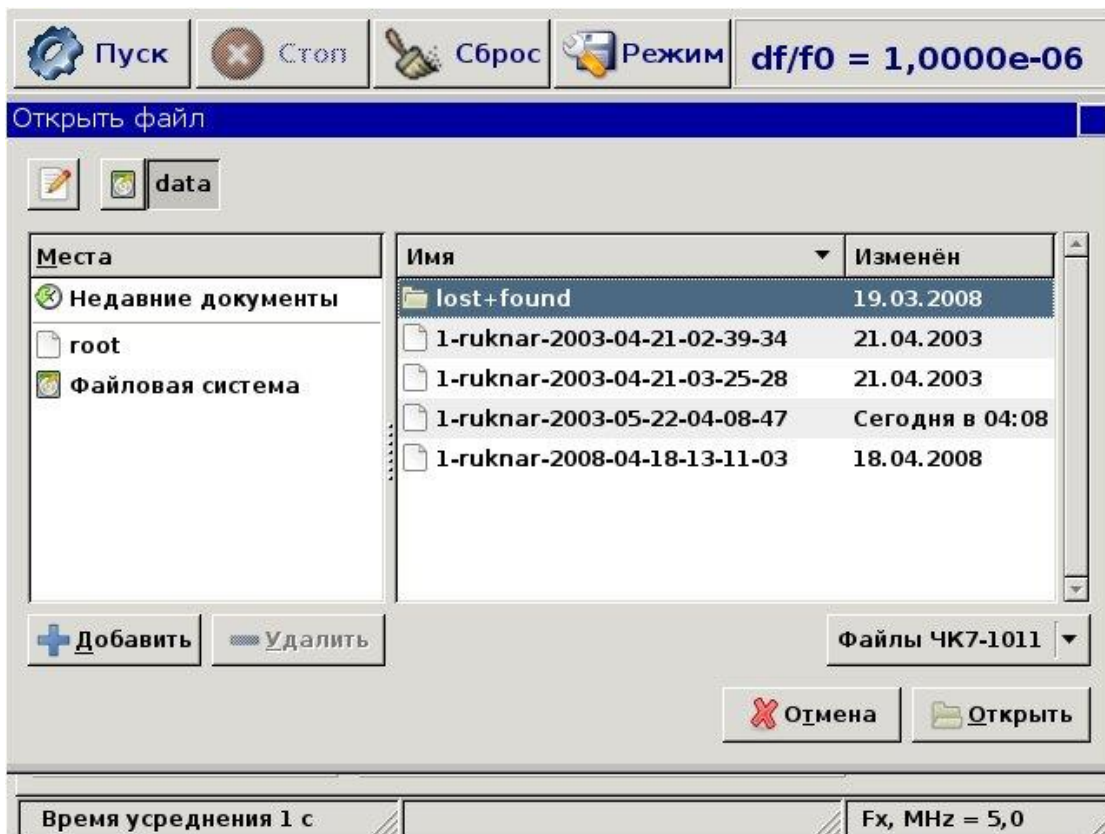 Пуск Стоп Сброс Режим df/f0 = 1,0000e-06
Открыть файл
data
Места
Недавние документы
root
Файловая система
Имя Изменён
lost+found 19.03.2008
1-ruknar-2003-04-21-02-39-34 21.04.2003
1-ruknar-2003-04-21-03-25-28 21.04.2003
1-ruknar-2003-05-22-04-08-47 Сегодня в 04:08
1-ruknar-2008-04-18-13-11-03 18.04.2008
Добавить Удалить Файлы ЧК7-1011
Отмена Открыть
Время усреднения 1 с Fx, MHz = 5,0